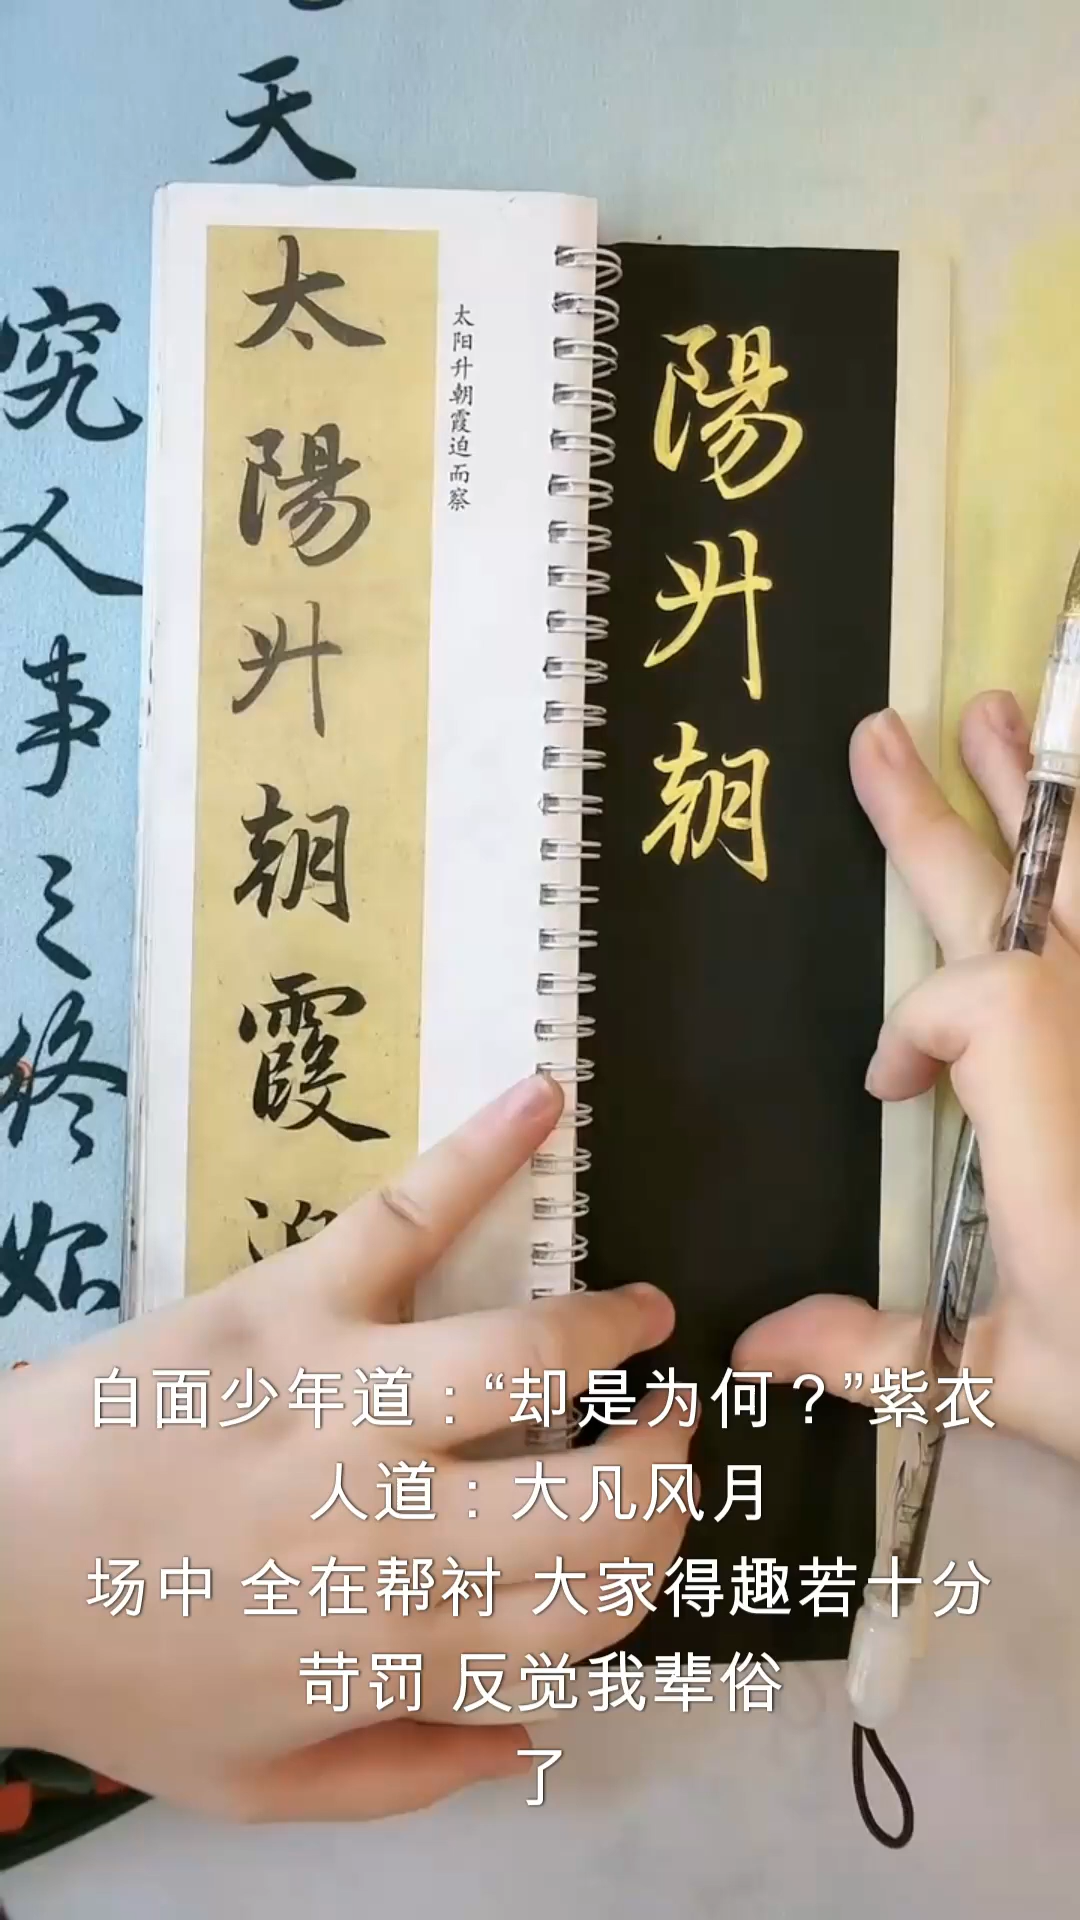 天
究人事之终如
太陽升朝霞迫
太阳升朝霞迫而察
陽升朝
白面少年道：“却是为何？”紫衣
人道：大凡风月
场中 全在帮衬 大家得趣若十分
苛罚 反觉我辈俗
了